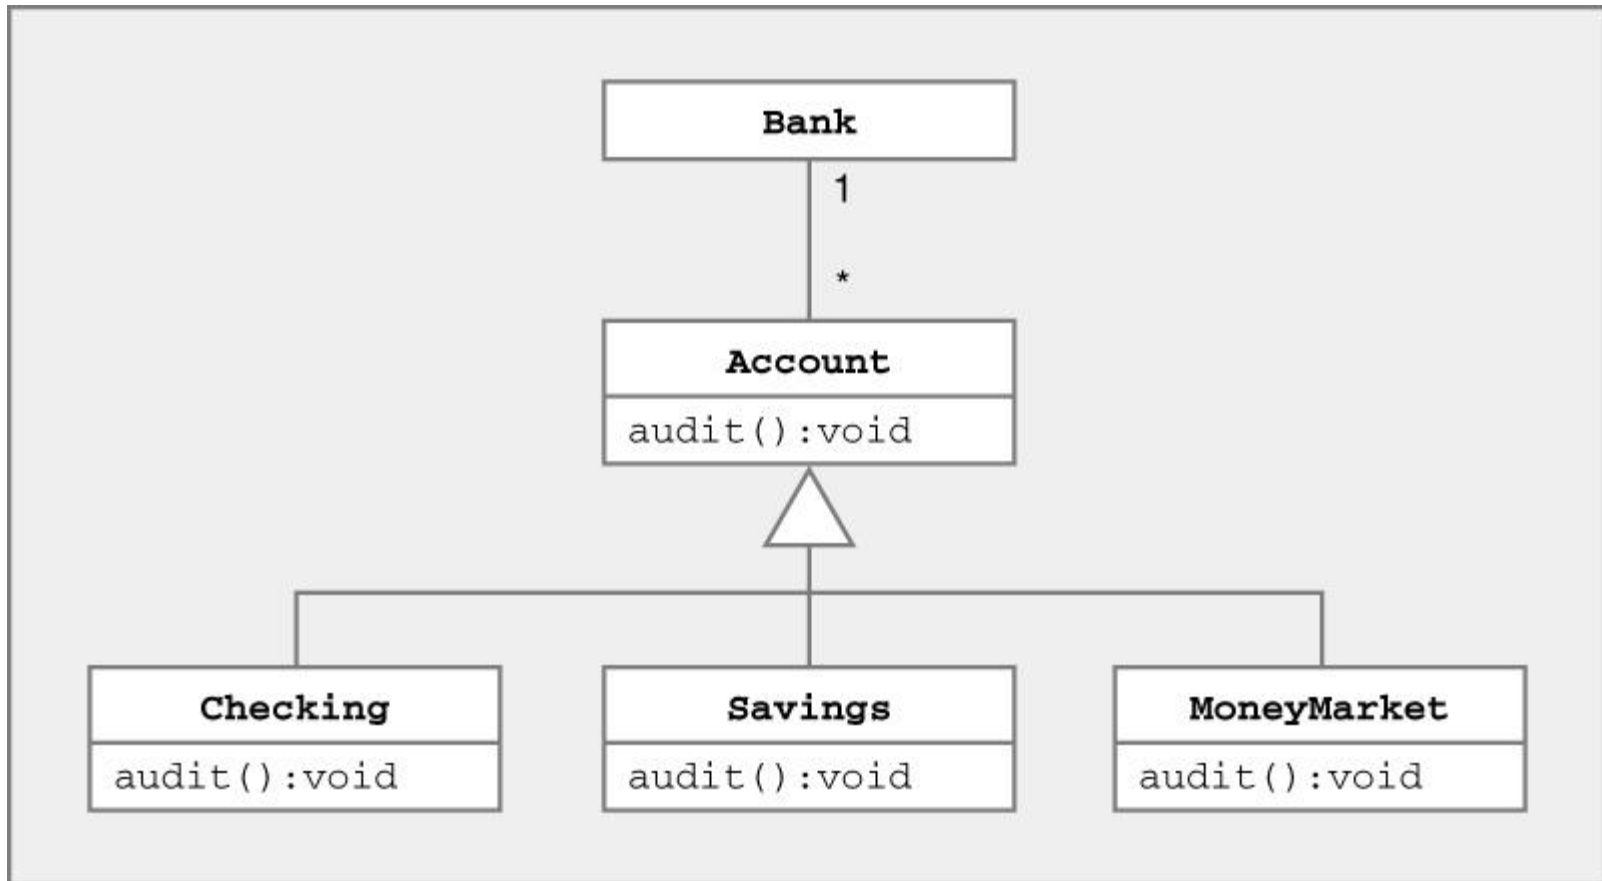 Bank
1
*
Account
audit():void
Checking
audit():void
Savings
audit():void
MoneyMarket
audit():void